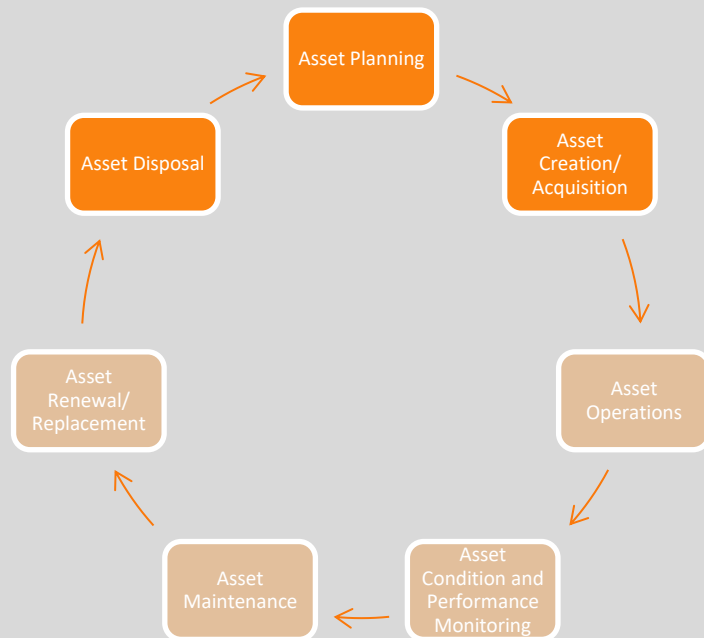 Asset Planning
Asset
Creation/
Acquisition
Asset
Operations
Asset
Condition and
Performance
Monitoring
Asset
Maintenance
Asset
Renewal/
Replacement
Asset Disposal